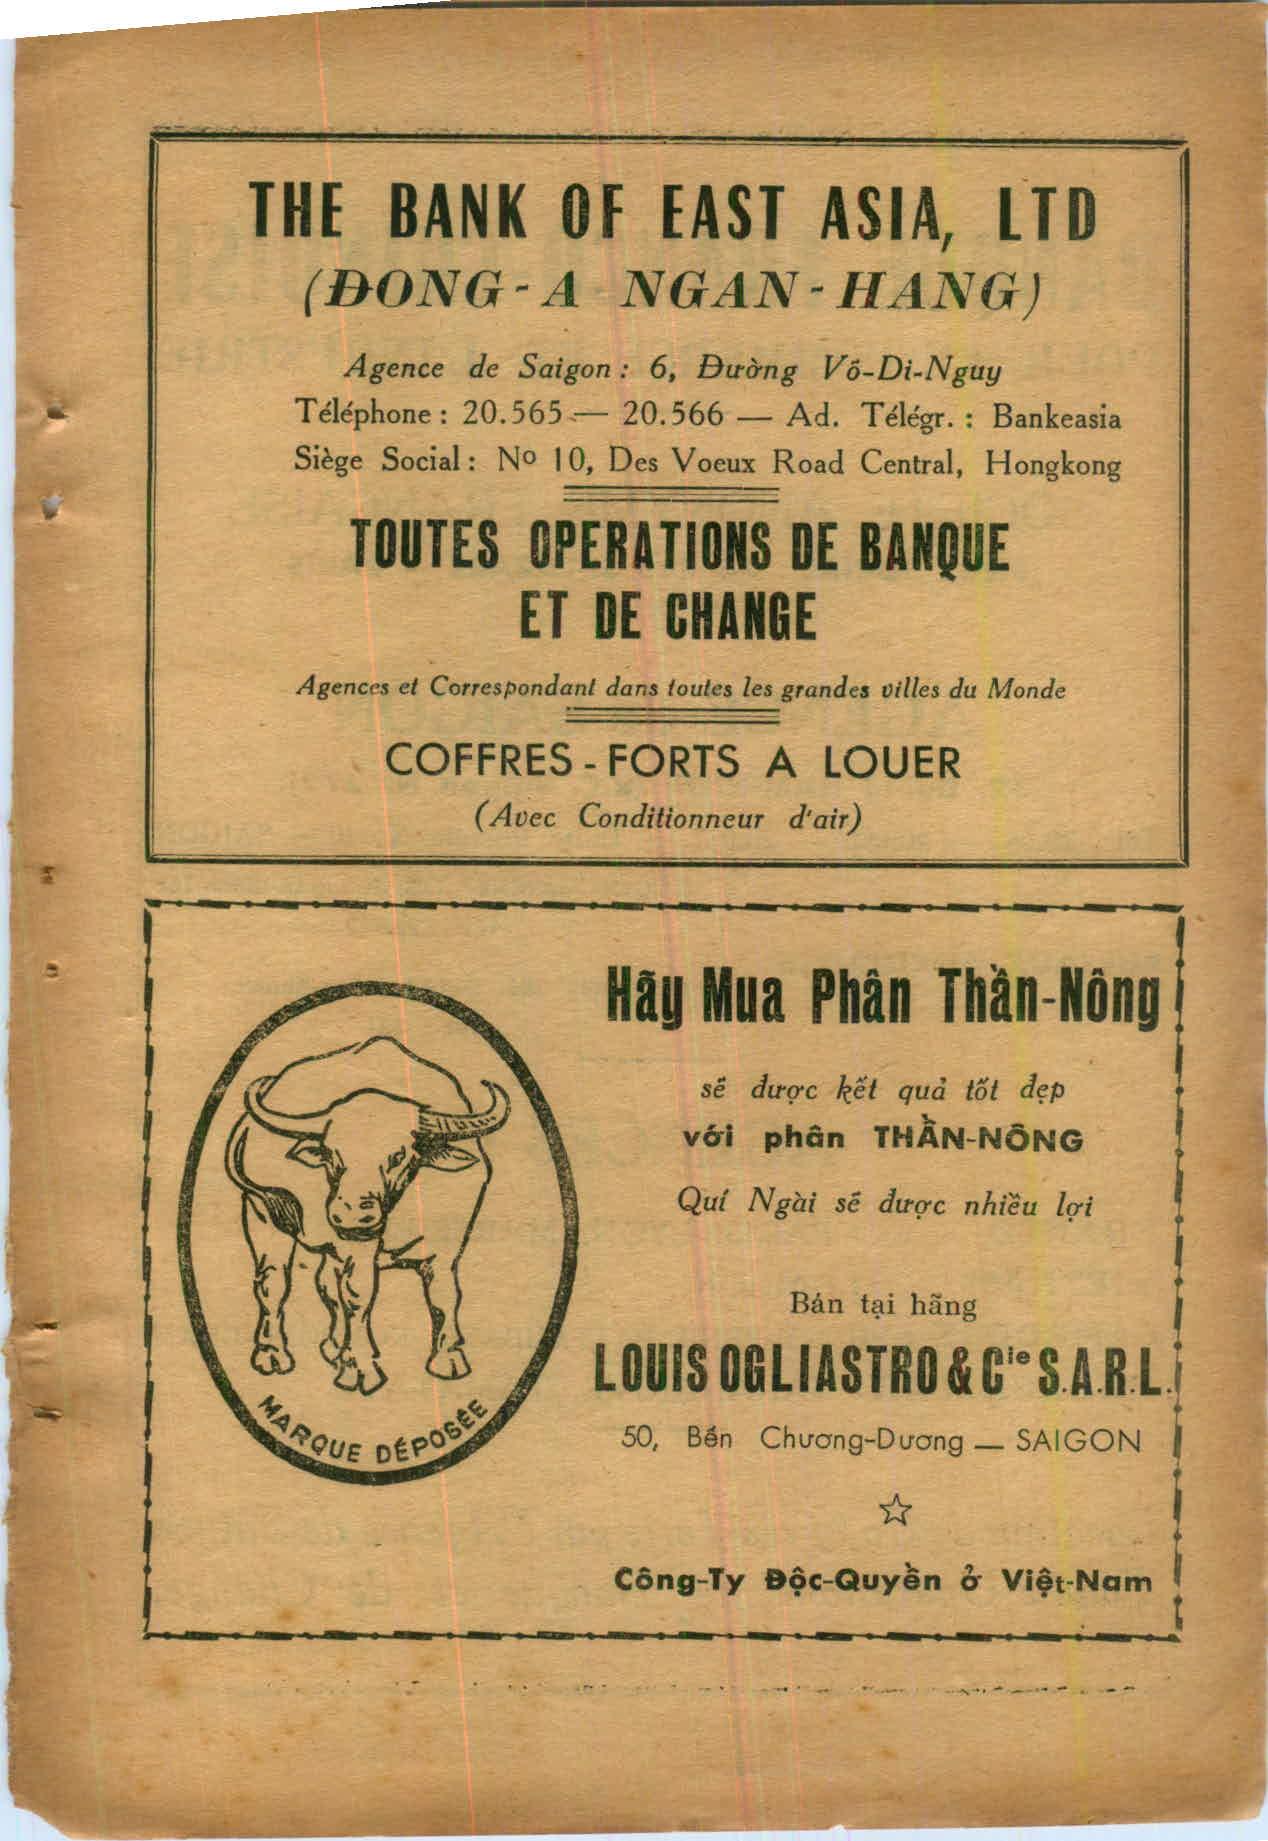 THE BANK OF EAST ASIA, LTD
(ĐONG-A NGAN-HANG)
Agence de Saigon : 6, Đường Võ-Di-Nguy
Téléphone : 20.565 — 20.566 — Ad. Télégr. : Bankeasia
Siège Social : Nº 10, Des Voeux Road Central, Hongkong
TOUTES OPERATIONS DE BANQUE
ET DE CHANGE
Agences et Correspondant dans toutes les grandes villes du Monde
COFFRES-FORTS A LOUER
(Avec Conditionneur d'air)
Hãy Mua Phân Thần-Nông
sẽ được kết quả tốt đẹp
với phân THẦN-NÔNG
Quí Ngài sẽ được nhiều lợi
Bán tại hãng
LOUIS OGLIASTRO & Cie S.A.R.L.
50, Bến Chương-Dương — SAIGON
Công-Ty Độc-Quyền ở Việt-Nam
MARQUE DÉPOSÉE